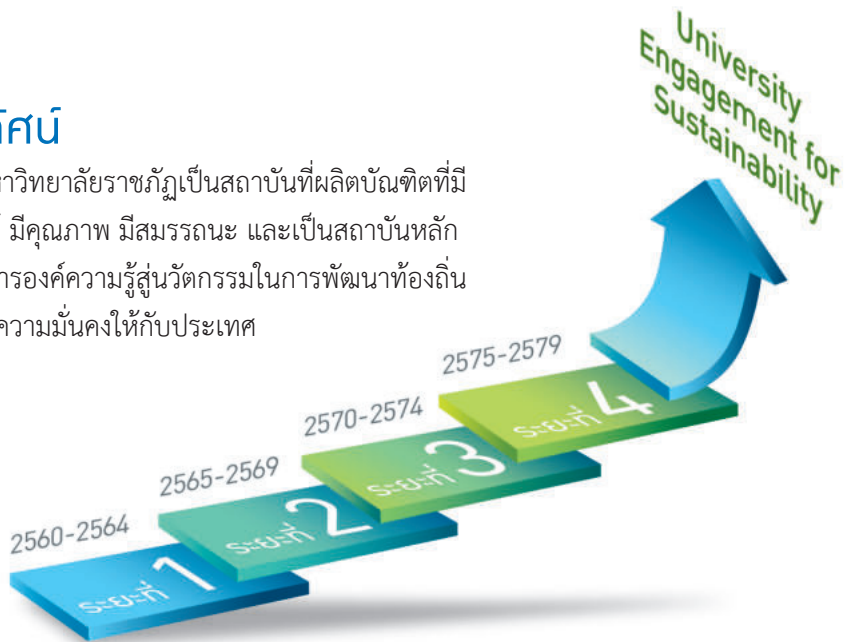 University
Engagement for
Sustainability
วิทยาลัยราชภัฏเป็นสถาบันที่ผลิตบัณฑิตที่มี
มีคุณภาพ มีสมรรถนะ และเป็นสถาบันหลัก
องค์ความรู้สู่นวัตกรรมในการพัฒนาท้องถิ่น
ความมั่นคงให้กับประเทศ
2575-2579
2570-2574
2565-2569
2560-2564
ระยะที่ 4
ระยะที่ 3
ระยะที่ 2
ระยะที่ 1